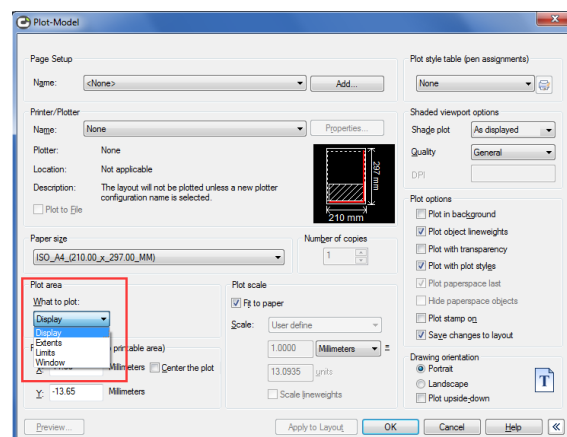 Plot-Model
Page Setup
Name: <None> Add...
Printer/Plotter
Name: None Properties...
Plotter: None
Location: Not applicable
Description: The layout will not be plotted unless a new plotter
configuration name is selected.
Plot to File
297 mm
210 mm
Paper size
ISO_A4_(210.00_x_297.00_MM)
Number of copies
1
Plot area
What to plot:
Display
Display
Extents
Limits
Window
printable area)
X: Millimeters Center the plot
Y: -13.65 Millimeters
Plot scale
Fit to paper
Scale: User define
1.0000 Millimeters =
13.0935 units
Scale lineweights
Plot style table (pen assignments)
None
Shaded viewport options
Shade plot As displayed
Quality General
DPI
Plot options
Plot in background
Plot object lineweights
Plot with transparency
Plot with plot styles
Plot paperspace last
Hide paperspace objects
Plot stamp on
Save changes to layout
Drawing orientation
Portrait
Landscape
Plot upside-down
T
Preview... Apply to Layout OK Cancel Help